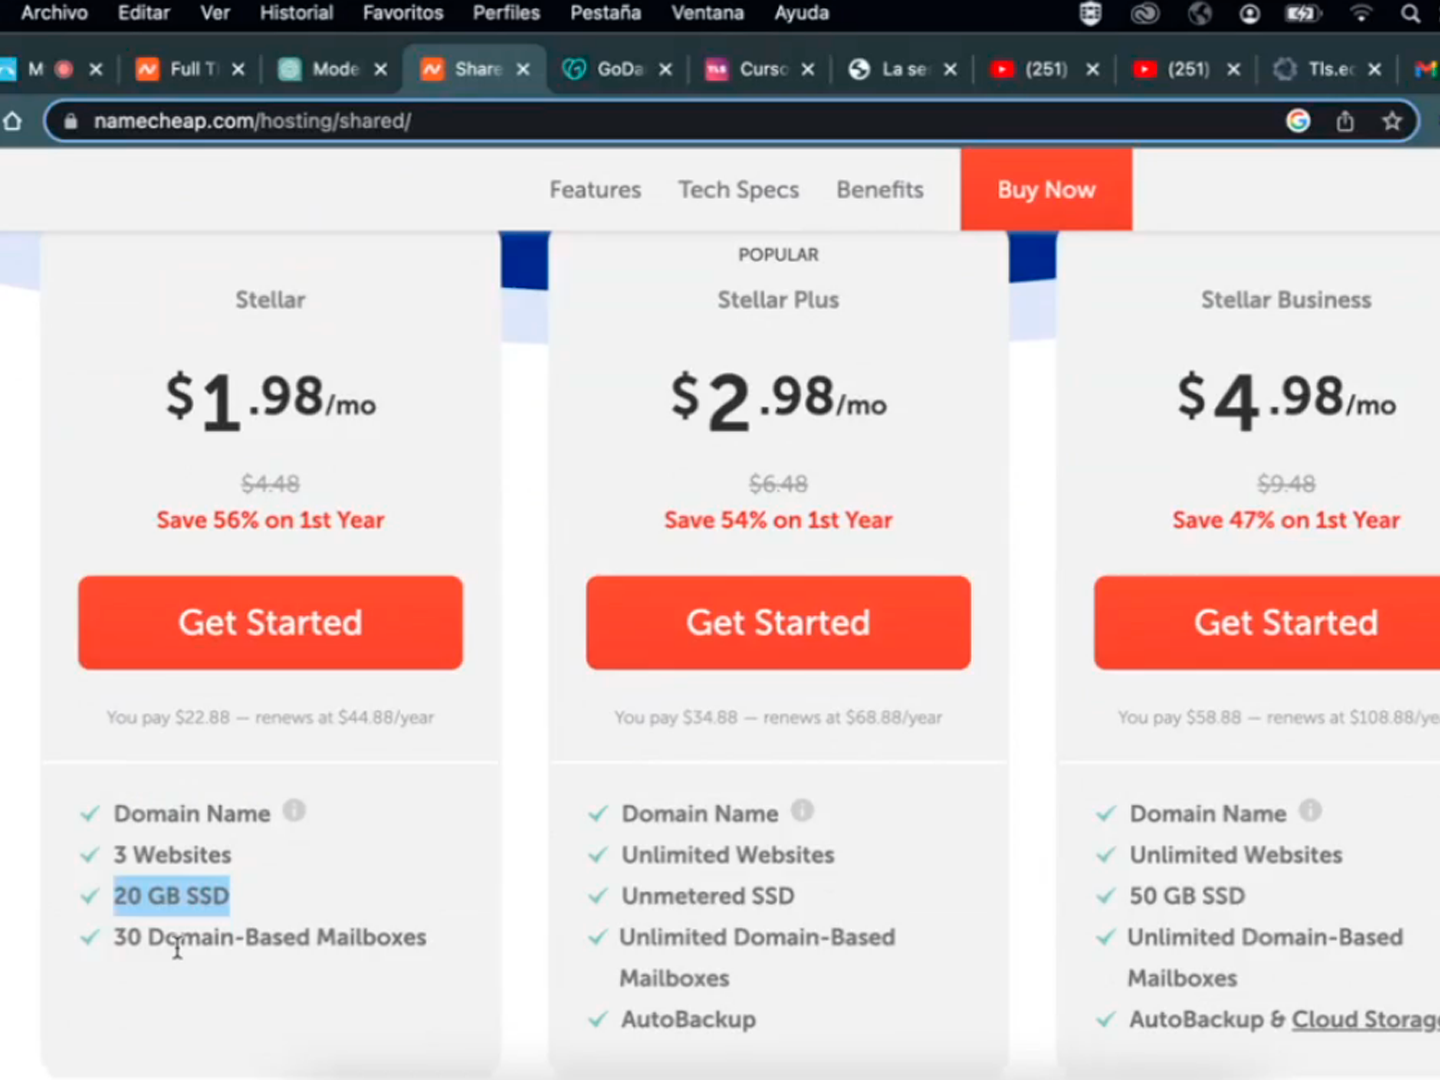 Archivo Editar Ver Historial Favoritos Perfiles Pestaña Ventana Ayuda
M Full T Mode Share GoDa Curso La se (251) (251) Tls.ec
namecheap.com/hosting/shared/
Features Tech Specs Benefits Buy Now
POPULAR
Stellar Stellar Plus Stellar Business
$1.98/mo $2.98/mo $4.98/mo
$4.48 $6.48 $9.48
Save 56% on 1st Year Save 54% on 1st Year Save 47% on 1st Year
Get Started Get Started Get Started
You pay $22.88 — renews at $44.88/year You pay $34.88 — renews at $68.88/year You pay $58.88 — renews at $108.88/ye
Domain Name Domain Name Domain Name
3 Websites Unlimited Websites Unlimited Websites
20 GB SSD Unmetered SSD 50 GB SSD
30 Domain-Based Mailboxes Unlimited Domain-Based Unlimited Domain-Based
Mailboxes Mailboxes
AutoBackup AutoBackup & Cloud Storage